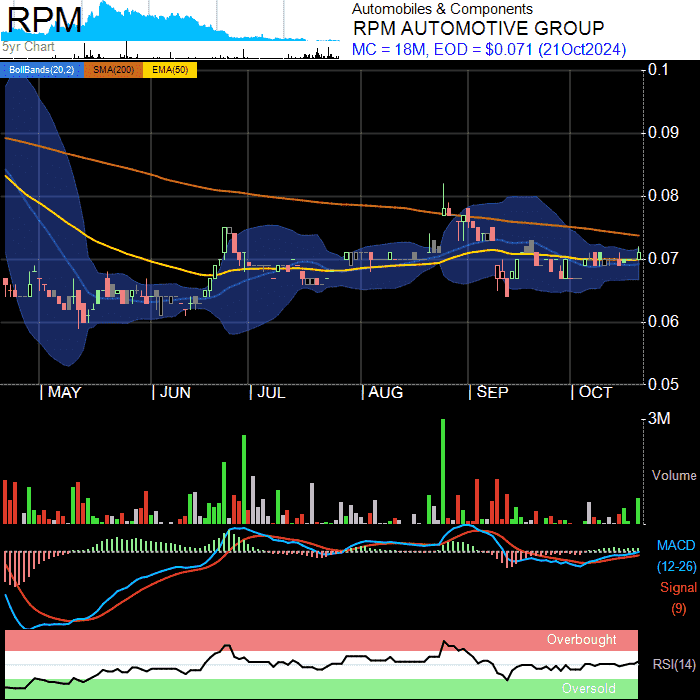 RPM
5yr Chart
Automobiles & Components
RPM AUTOMOTIVE GROUP
MC = 18M, EOD = $0.071 (21Oct2024)
BollBands(20,2) SMA(200) EMA(50)
0.1
0.09
0.08
0.07
0.06
0.05
MAY JUN JUL AUG SEP OCT
3M
Volume
MACD
(12-26)
Signal
(9)
Overbought
RSI(14)
Oversold